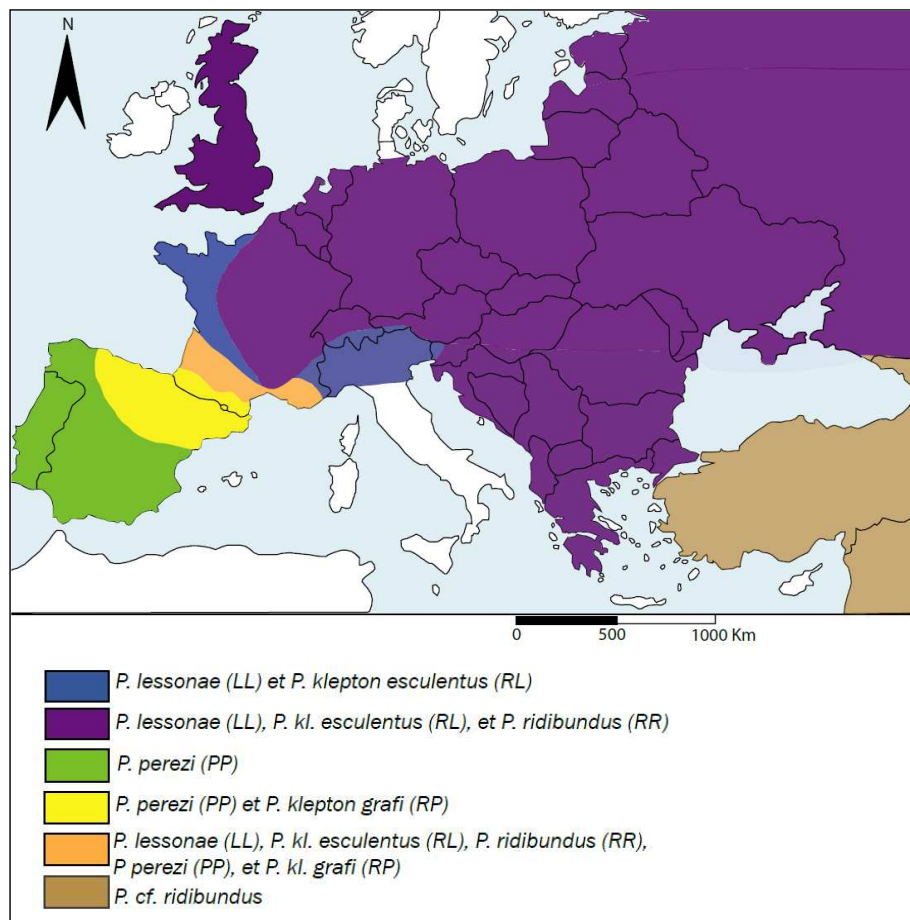 N
0 500 1000 Km
P. lessonae (LL) et P. klepton esculentus (RL)
P. lessonae (LL), P. kl. esculentus (RL), et P. ridibundus (RR)
P. perezi (PP)
P. perezi (PP) et P. klepton grafi (RP)
P. lessonae (LL), P. kl. esculentus (RL), P. ridibundus (RR),
P perezi (PP), et P. kl. grafi (RP)
P. cf. ridibundus